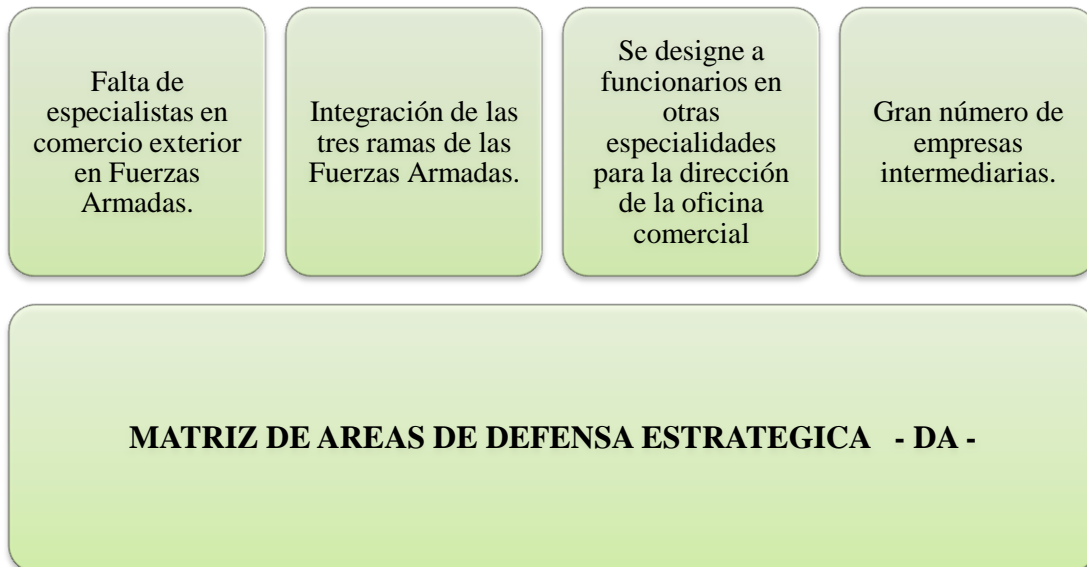 Falta de
especialistas en
comercio exterior
en Fuerzas
Armadas.
Integración de las
tres ramas de las
Fuerzas Armadas.
Se designe a
funcionarios en
otras
especialidades
para la dirección
de la oficina
comercial
Gran número de
empresas
intermediarias.
MATRIZ DE AREAS DE DEFENSA ESTRATEGICA - DA -